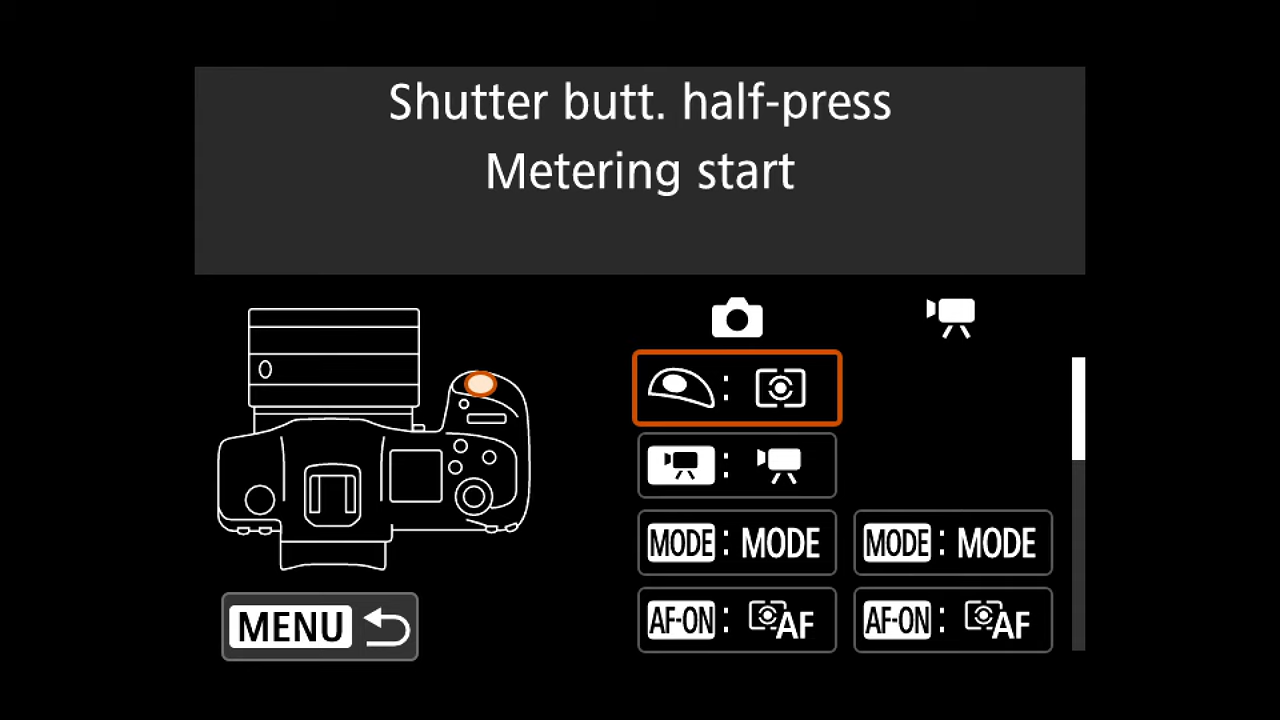 Shutter butt. half-press
Metering start
:
:
MODE : MODE
MODE : MODE
AF-ON : AF
AF-ON : AF
MENU